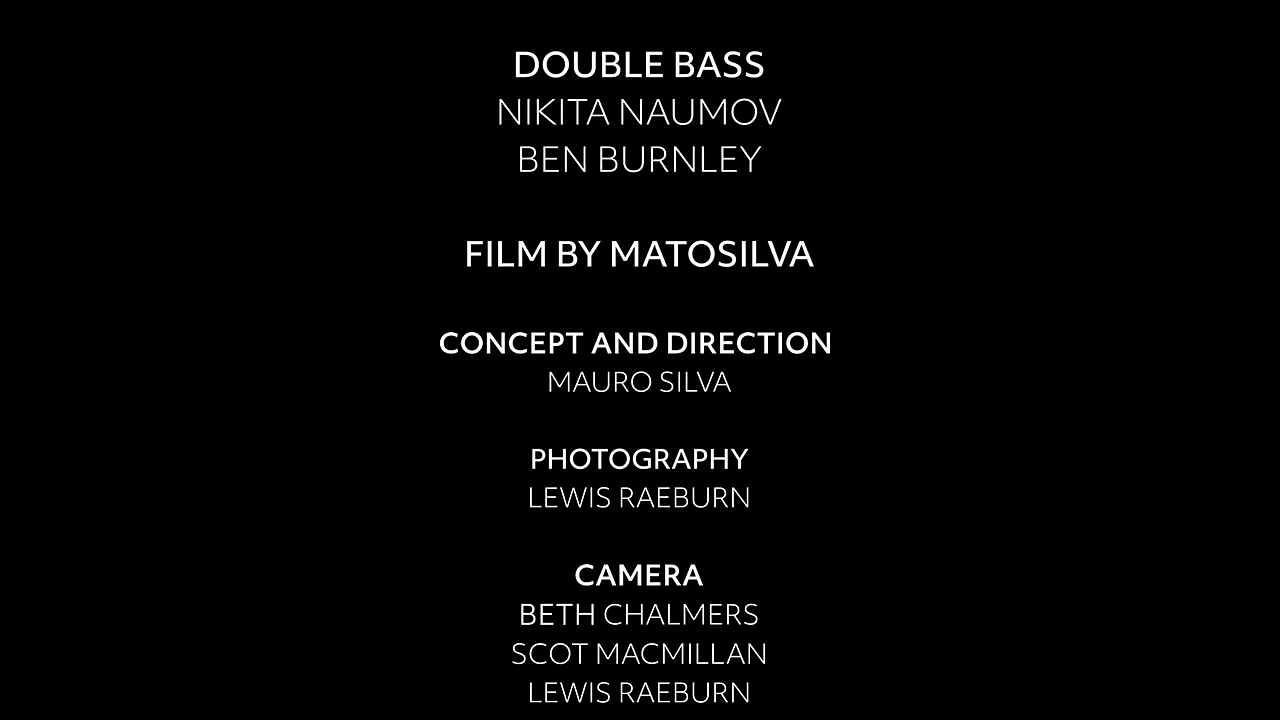 DOUBLE BASS
NIKITA NAUMOV
BEN BURNLEY
FILM BY MATOSILVA
CONCEPT AND DIRECTION
MAURO SILVA
PHOTOGRAPHY
LEWIS RAEBURN
CAMERA
BETH CHALMERS
SCOT MACMILLAN
LEWIS RAEBURN